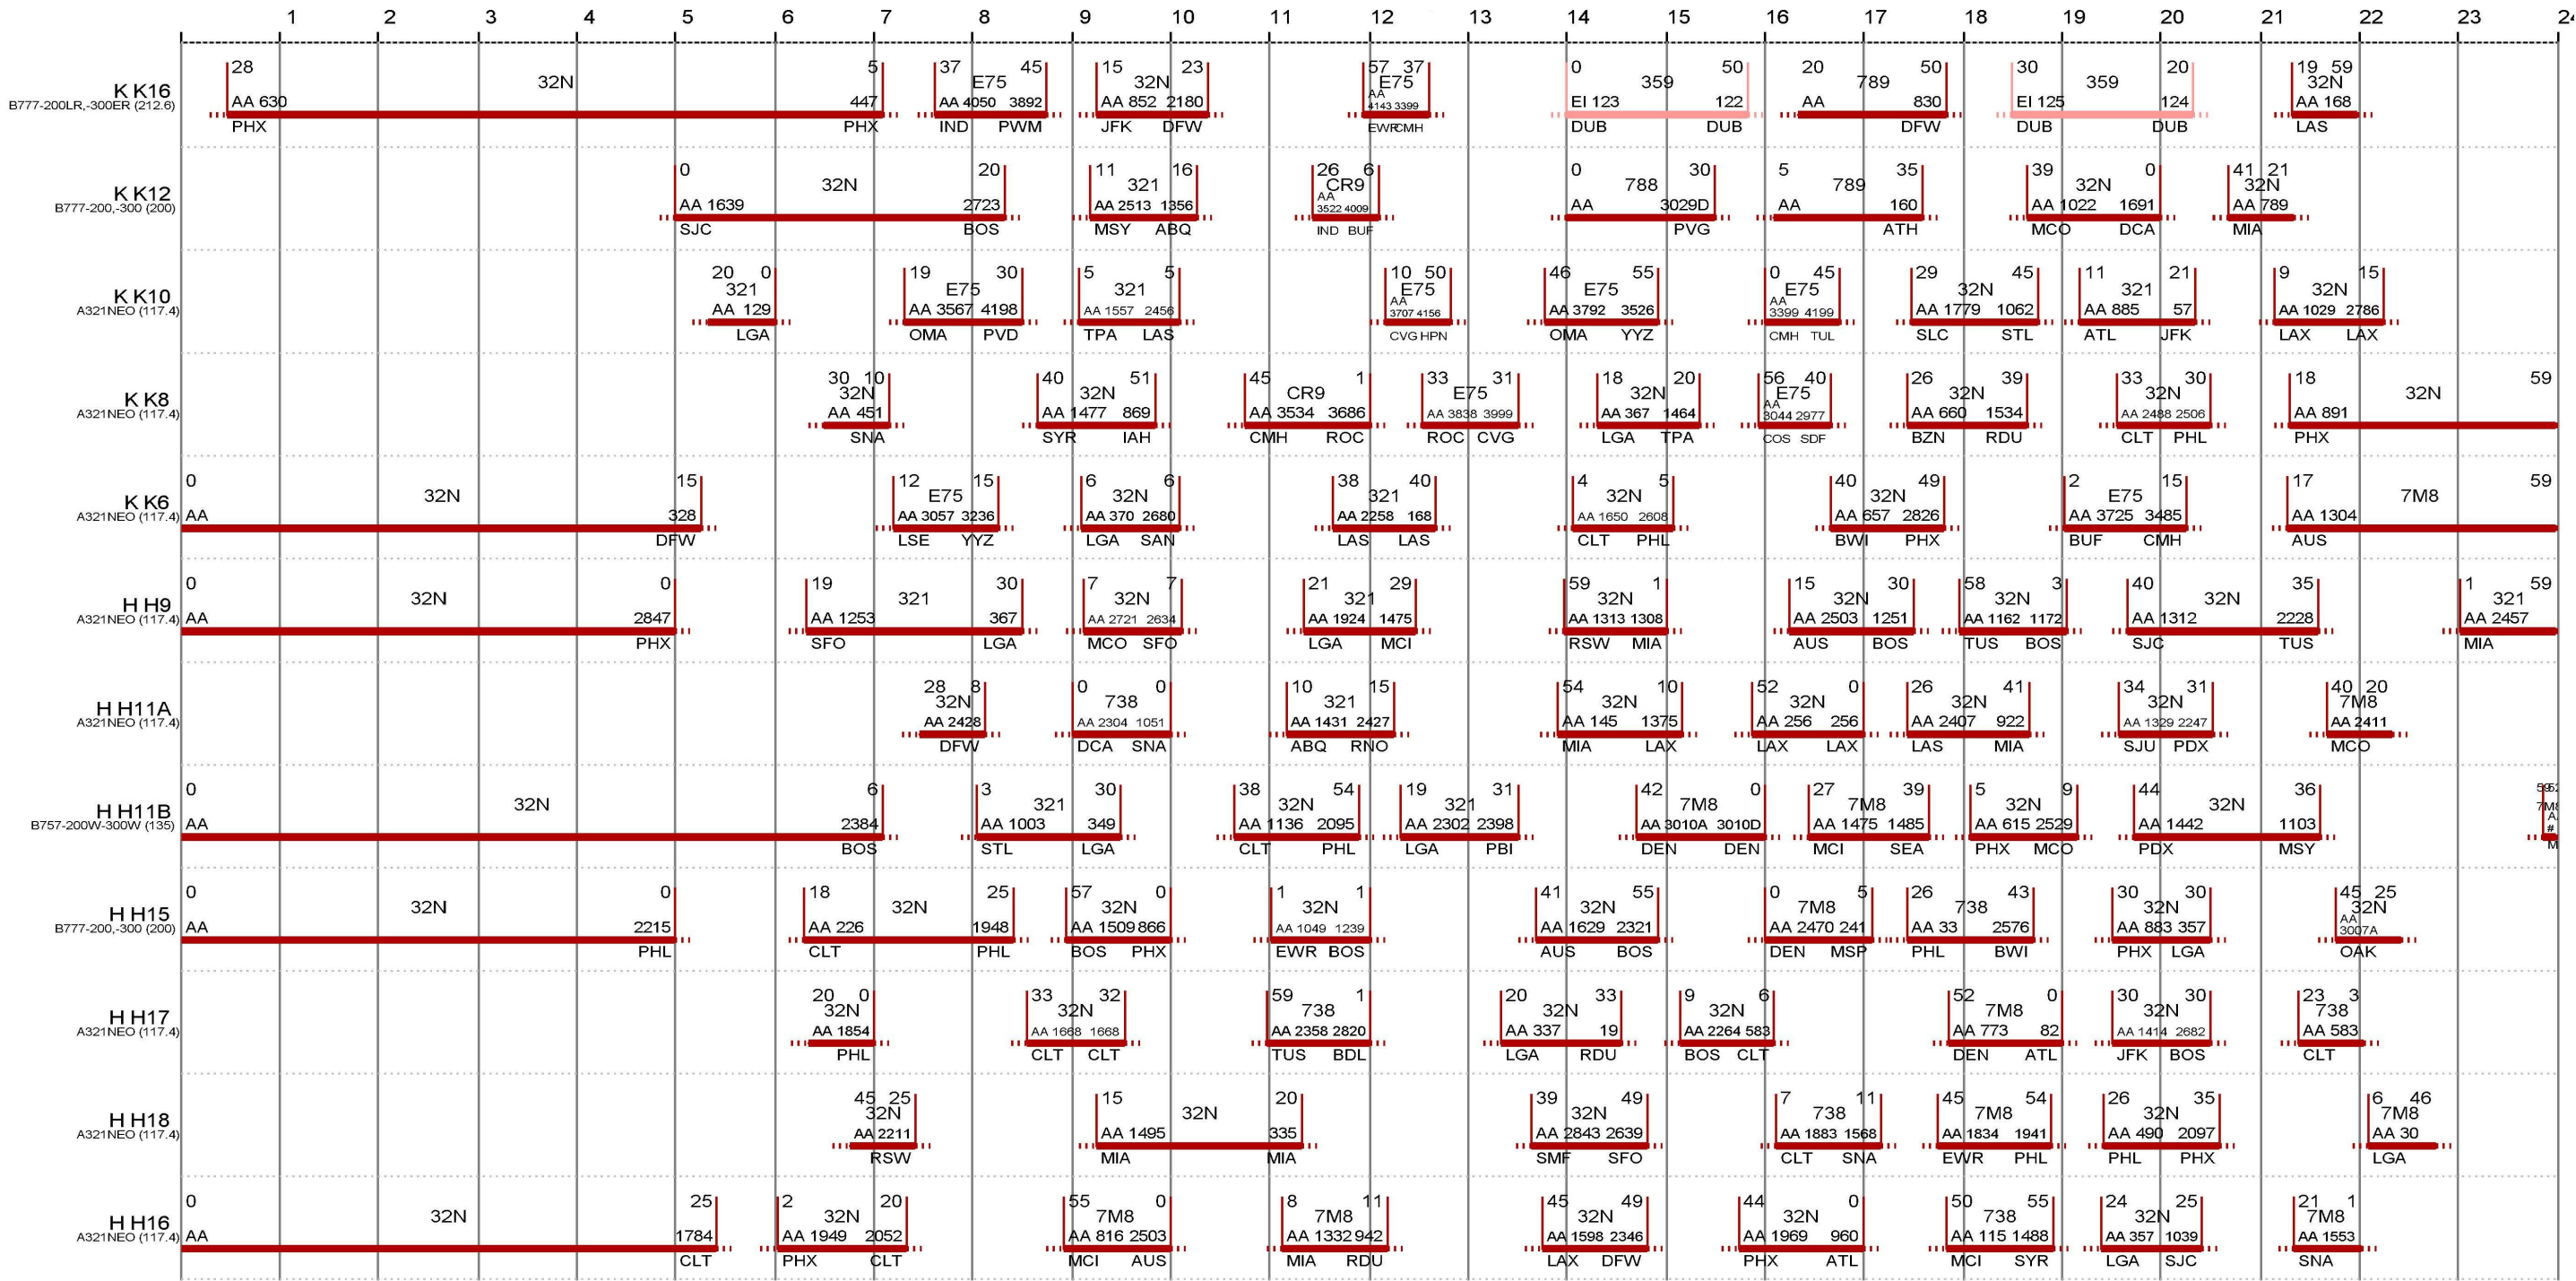 1 2 3 4 5 6 7 8 9 10 11 12 13 14 15 16 17 18 19 20 21 22 23
28 5 37 45 15 23 57 37 0 50 20 50 30 20 19 59
K K16 32N E75 32N E75 359 789 359 32N
B777-200LR,-300ER (212.6) AA 630 447 AA 4050 3892 AA 852 2180 AA 4143 3399 EI 123 122 AA 830 EI 125 124 AA 168
PHX PHX IND PWM JFK DFW EWR CMH DUB DUB DFW DUB DUB LAS
0 20 11 16 26 6 0 30 5 35 39 0 41 21
K K12 32N 321 CR9 788 789 32N 32N
B777-200,-300 (200) AA 1639 2723 AA 2513 1356 AA 3522 4009 AA 3029D AA 160 AA 1022 1691 AA 789
SJC BOS MSY ABQ IND BUF PVG ATH MCO DCA MIA
20 0 19 30 5 5 10 50 46 55 0 45 29 45 11 21 9 15
K K10 321 E75 321 E75 E75 E75 32N 321 32N
A321NEO (117.4) AA 129 AA 3567 4198 AA 1557 2456 AA 3707 4156 AA 3792 3526 AA 3399 4199 AA 1779 1062 AA 885 57 AA 1029 2786
LGA OMA PVD TPA LAS CVG HPN OMA YYZ CMH TUL SLC STL ATL JFK LAX LAX
30 10 40 51 45 1 33 31 18 20 56 40 26 39 33 30 18 59
K K8 32N 32N CR9 E75 32N E75 32N 32N 32N
A321NEO (117.4) AA 451 AA 1477 869 AA 3534 3686 AA 3838 3999 AA 367 1464 AA 3044 2977 AA 660 1534 AA 2488 2506 AA 891
SNA SYR IAH CMH ROC ROC CVG LGA TPA COS SDF BZN RDU CLT PHL PHX
0 15 12 15 6 6 38 40 4 5 40 49 2 15 17 59
K K6 32N E75 32N 321 32N 32N E75 7M8
A321NEO (117.4) AA 328 AA 3057 3236 AA 370 2680 AA 2258 168 AA 1650 2608 AA 657 2826 AA 3725 3485 AA 1304
DFW LSE YYZ LGA SAN LAS LAS CLT PHL BWI PHX BUF CMH AUS
0 0 19 30 7 7 21 29 59 1 15 30 58 3 40 35 1 59
H H9 32N 321 32N 321 32N 32N 32N 32N 321
A321NEO (117.4) AA 2847 AA 1253 367 AA 2721 2634 AA 1924 1475 AA 1313 1308 AA 2503 1251 AA 1162 1172 AA 1312 2228 AA 2457
PHX SFO LGA MCO SFO LGA MCI RSW MIA AUS BOS TUS BOS SJC TUS MIA
28 8 0 0 10 15 54 10 52 0 26 41 34 31 40 20
H H11A 32N 738 321 32N 32N 32N 32N 7M8
A321NEO (117.4) AA 2428 AA 2304 1051 AA 1431 2427 AA 145 1375 AA 256 256 AA 2407 922 AA 1329 2247 AA 2411
DFW DCA SNA ABQ RNO MIA LAX LAX LAX LAS MIA SJU PDX MCO
0 6 3 30 38 54 19 31 42 0 27 39 5 9 44 36
H H11B 32N 321 32N 321 7M8 7M8 32N 32N
B757-200W-300W (135) AA 2384 AA 1003 349 AA 1136 2095 AA 2302 2398 AA 3010A 3010D AA 1475 1485 AA 615 2529 AA 1442 1103
BOS STL LGA CLT PHL LGA PBI DEN DEN MCI SEA PHX MCO PDX MSY
0 0 18 25 57 0 1 1 41 55 0 5 26 43 30 30 45 25
H H15 32N 32N 32N 32N 32N 7M8 738 32N 32N
B777-200,-300 (200) AA 2215 AA 226 1948 AA 1509 866 AA 1049 1239 AA 1629 2321 AA 2470 241 AA 33 2576 AA 883 357 AA 3007A
PHL CLT PHL BOS PHX EWR BOS AUS BOS DEN MSP PHL BWI PHX LGA OAK
20 0 33 32 59 1 20 33 9 6 52 0 30 30 23 3
H H17 32N 32N 738 32N 32N 7M8 32N 738
A321NEO (117.4) AA 1854 AA 1668 1668 AA 2358 2820 AA 337 19 AA 2264 583 AA 773 82 AA 1414 2682 AA 583
PHL CLT CLT TUS BDL LGA RDU BOS CLT DEN ATL JFK BOS CLT
45 25 15 20 39 49 7 11 45 54 26 35 6 46
H H18 32N 32N 32N 738 7M8 32N 7M8
A321NEO (117.4) AA 2211 AA 1495 335 AA 2843 2639 AA 1883 1568 AA 1834 1941 AA 490 2097 AA 30
RSW MIA MIA SMF SFO CLT SNA EWR PHL PHL PHX LGA
0 25 2 20 55 0 8 11 45 49 44 0 50 55 24 25 21 1
H H16 32N 32N 7M8 7M8 32N 32N 738 32N 7M8
A321NEO (117.4) AA 1784 AA 1949 2052 AA 816 2503 AA 1332 942 AA 1598 2346 AA 1969 960 AA 115 1488 AA 357 1039 AA 1553
CLT PHX CLT MCI AUS MIA RDU LAX DFW PHX ATL MCI SYR LGA SJC SNA